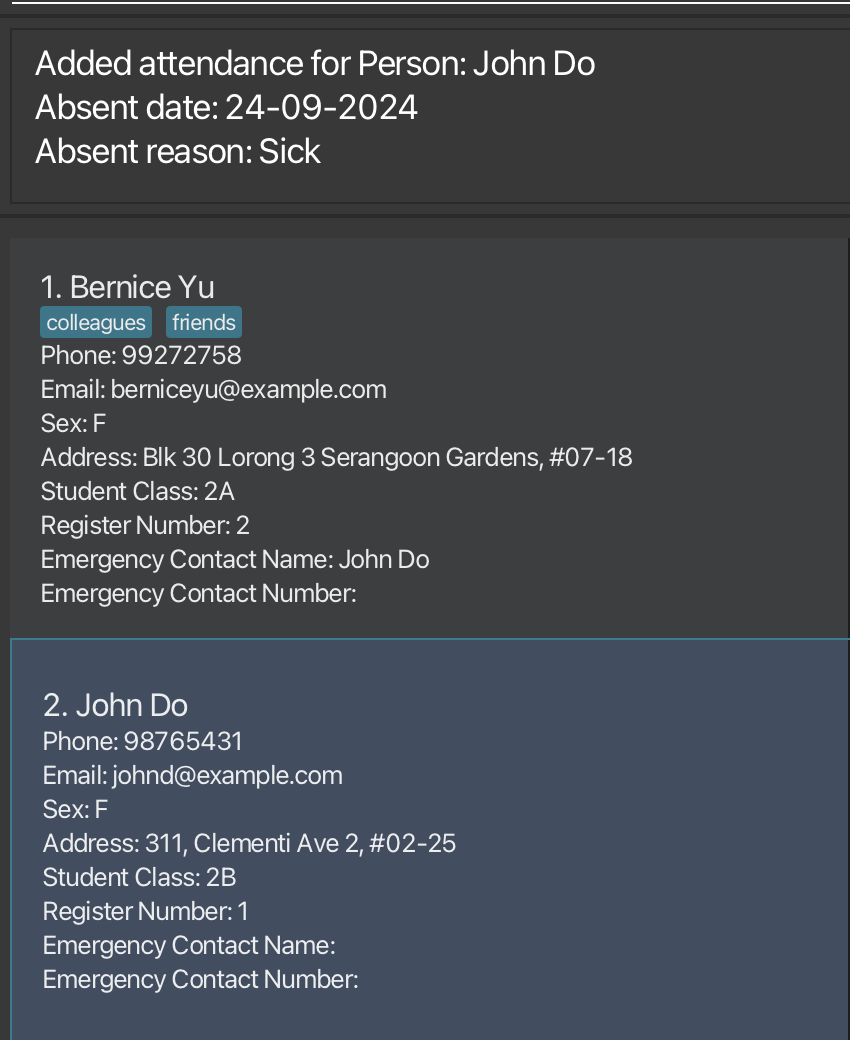 Added attendance for Person: John Do
Absent date: 24-09-2024
Absent reason: Sick
1. Bernice Yu
colleagues friends
Phone: 99272758
Email: berniceyu@example.com
Sex: F
Address: Blk 30 Lorong 3 Serangoon Gardens, #07-18
Student Class: 2A
Register Number: 2
Emergency Contact Name: John Do
Emergency Contact Number:
2. John Do
Phone: 98765431
Email: johnd@example.com
Sex: F
Address: 311, Clementi Ave 2, #02-25
Student Class: 2B
Register Number: 1
Emergency Contact Name:
Emergency Contact Number: